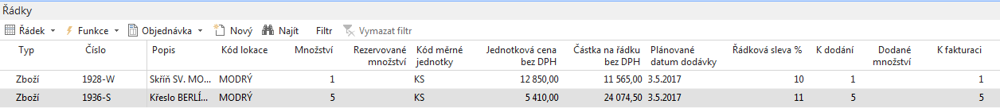 Řádky
Řádek Funkce Objednávka Nový Najít Filtr Vymazat filtr
Typ Číslo Popis Kód lokace Množství Rezervované množství Kód měrné jednotky Jednotková cena bez DPH Částka na řádku bez DPH Plánované datum dodávky Řádková sleva % K dodání Dodané množství K fakturaci
Zboží 1928-W Skříň SV. MO... MODRÝ 1 KS 12 850,00 11 565,00 3.5.2017 10 1 1
Zboží 1936-S Křeslo BERLÍ... MODRÝ 5 KS 5 410,00 24 074,50 3.5.2017 11 5 5